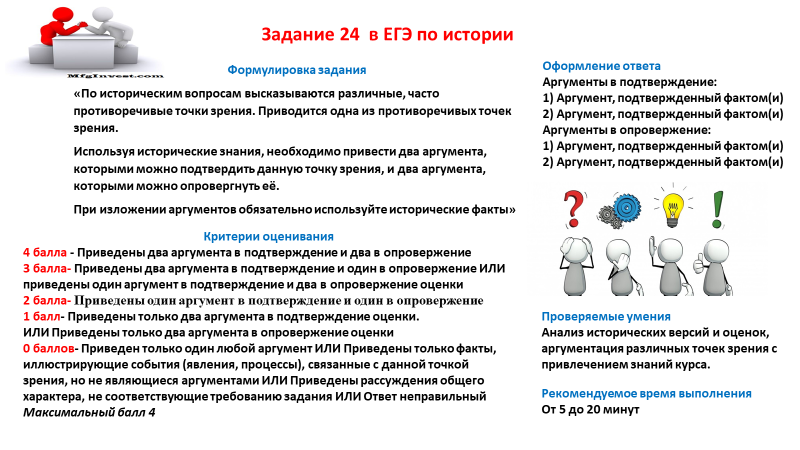 Задание 24 в ЕГЭ по истории
MfgInvest.com
Формулировка задания
«По историческим вопросам высказываются различные, часто
противоречивые точки зрения. Приводится одна из противоречивых точек
зрения.
Используя исторические знания, необходимо привести два аргумента,
которыми можно подтвердить данную точку зрения, и два аргумента,
которыми можно опровергнуть её.
При изложении аргументов обязательно используйте исторические факты»
Критерии оценивания
4 балла - Приведены два аргумента в подтверждение и два в опровержение
3 балла- Приведены два аргумента в подтверждение и один в опровержение ИЛИ
приведены один аргумент в подтверждение и два в опровержение оценки
2 балла- Приведены один аргумент в подтверждение и один в опровержение
1 балл- Приведены только два аргумента в подтверждение оценки.
ИЛИ Приведены только два аргумента в опровержение оценки
0 баллов- Приведен только один любой аргумент ИЛИ Приведены только факты,
иллюстрирующие события (явления, процессы), связанные с данной точкой
зрения, но не являющиеся аргументами ИЛИ Приведены рассуждения общего
характера, не соответствующие требованию задания ИЛИ Ответ неправильный
Максимальный балл 4
Оформление ответа
Аргументы в подтверждение:
1) Аргумент, подтвержденный фактом(и)
2) Аргумент, подтвержденный фактом(и)
Аргументы в опровержение:
1) Аргумент, подтвержденный фактом(и)
2) Аргумент, подтвержденный фактом(и)
Проверяемые умения
Анализ исторических версий и оценок,
аргументация различных точек зрения с
привлечением знаний курса.
Рекомендуемое время выполнения
От 5 до 20 минут